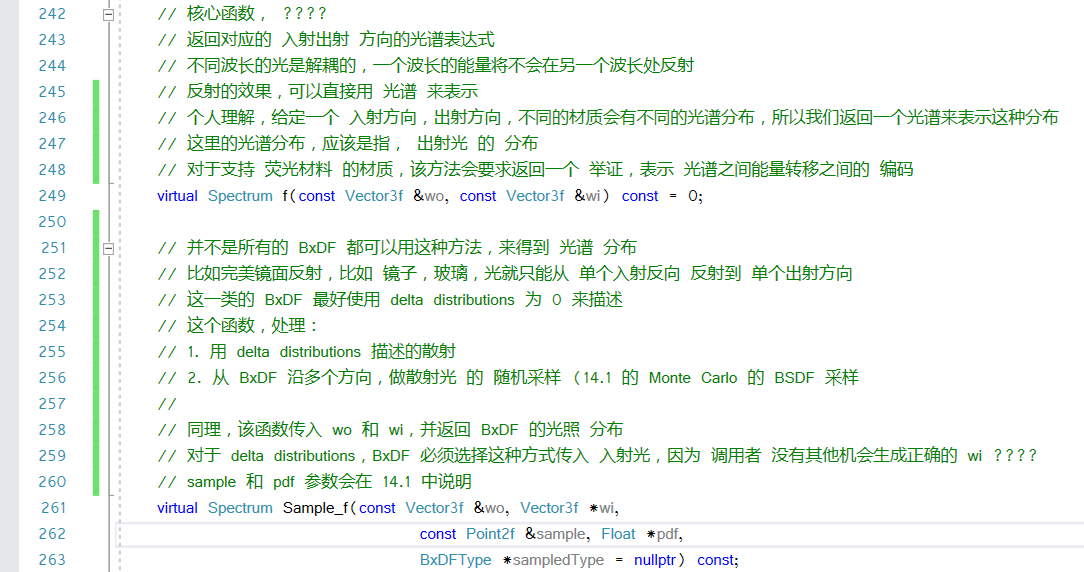 242 // 核心函数， ????
243 // 返回对应的 入射出射 方向的光谱表达式
244 // 不同波长的光是解耦的，一个波长的能量将不会在另一个波长处反射
245 // 反射的效果，可以直接用 光谱 来表示
246 // 个人理解，给定一个 入射方向，出射方向，不同的材质会有不同的光谱分布，所以我们返回一个光谱来表示这种分布
247 // 这里的光谱分布，应该是指， 出射光 的 分布
248 // 对于支持 荧光材料 的材质，该方法会要求返回一个 举证，表示 光谱之间能量转移之间的 编码
249 virtual Spectrum f(const Vector3f &wo, const Vector3f &wi) const = 0;
250
251 // 并不是所有的 BxDF 都可以用这种方法，来得到 光谱 分布
252 // 比如完美镜面反射，比如 镜子，玻璃，光就只能从 单个入射反向 反射到 单个出射方向
253 // 这一类的 BxDF 最好使用 delta distributions 为 0 来描述
254 // 这个函数，处理：
255 // 1. 用 delta distributions 描述的散射
256 // 2. 从 BxDF 沿多个方向，做散射光 的 随机采样 （14.1 的 Monte Carlo 的 BSDF 采样
257 //
258 // 同理，该函数传入 wo 和 wi，并返回 BxDF 的光照 分布
259 // 对于 delta distributions，BxDF 必须选择这种方式传入 入射光，因为 调用者 没有其他机会生成正确的 wi ????
260 // sample 和 pdf 参数会在 14.1 中说明
261 virtual Spectrum Sample_f(const Vector3f &wo, Vector3f *wi,
262 const Point2f &sample, Float *pdf,
263 BxDFType *sampledType = nullptr) const;